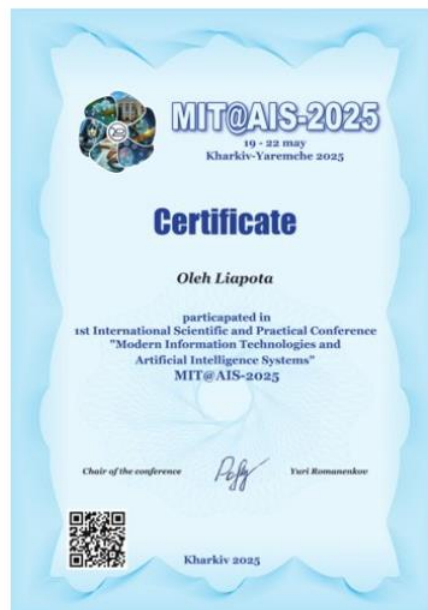 MIT@AIS-2025
19 - 22 may
Kharkiv-Yaremche 2025
Certificate
Oleh Liapota
particapated in
1st International Scientific and Practical Conference
"Modern Information Technologies and
Artificial Intelligence Systems"
MIT@AIS-2025
Chair of the conference Yuri Romanenkov
Kharkiv 2025